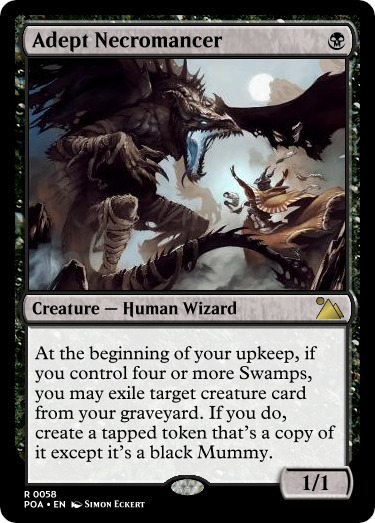 Adept Necromancer
Creature — Human Wizard
At the beginning of your upkeep, if
you control four or more Swamps,
you may exile target creature card
from your graveyard. If you do,
create a tapped token that's a copy of
it except it's a black Mummy.
1/1
R 0058
POA • EN Simon Eckert